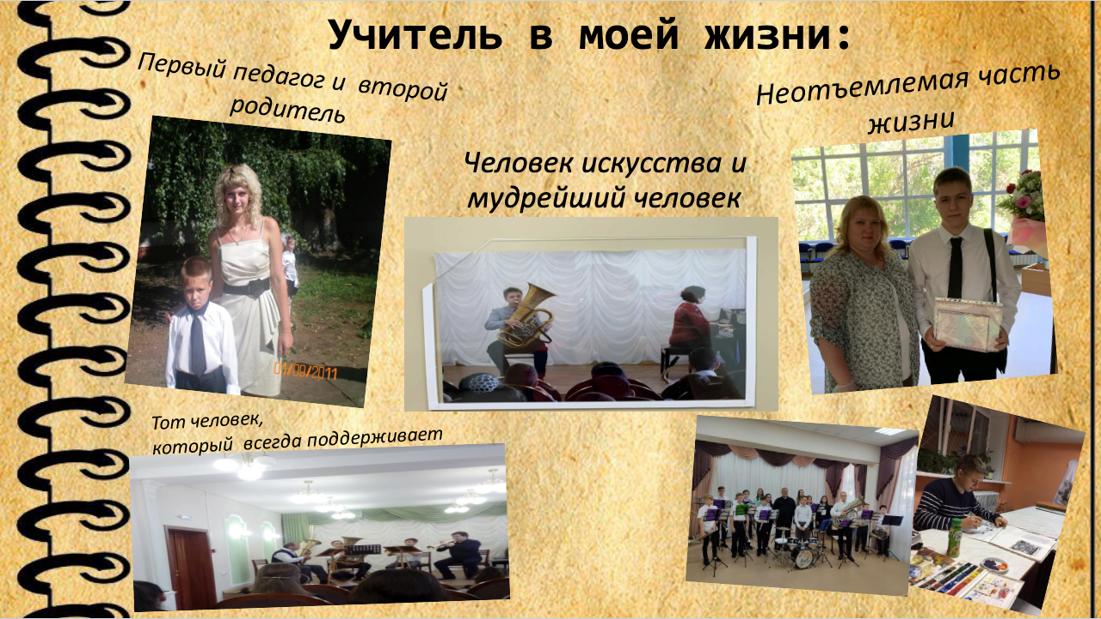 Учитель в моей жизни:
Первый педагог и второй
родитель
Человек искусства и
мудрейший человек
Неотъемлемая часть
жизни
01/09/2011
Тот человек,
который всегда поддерживает